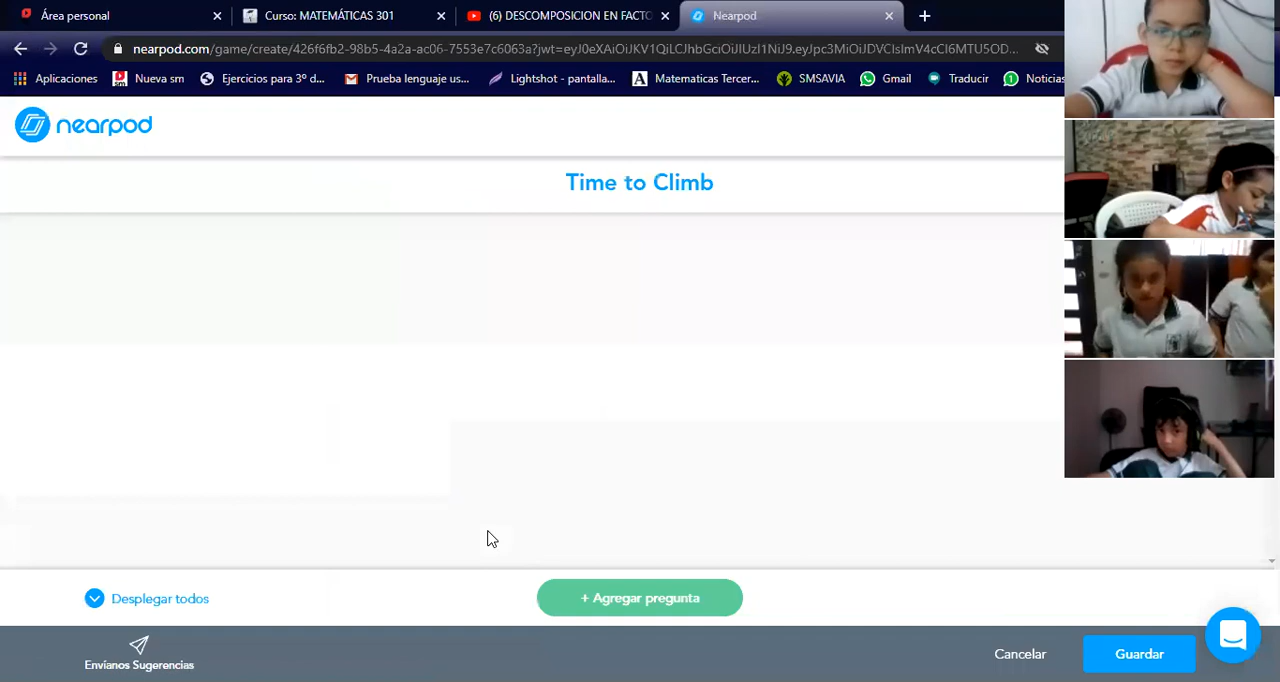 Área personal
Curso: MATEMÁTICAS 301
(6) DESCOMPOSICION EN FACTO
Nearpod
nearpod.com/game/create/426f6fb2-98b5-4a2a-ac06-7553e7c6063a?jwt=
Aplicaciones
Nueva sm
Ejercicios para 3º d...
Prueba lenguaje us...
Lightshot - pantalla...
Matematicas Tercer...
SMSAVIA
Gmail
Traducir
Noticias
nearpod
Time to Climb
Desplegar todos
+ Agregar pregunta
Envíanos Sugerencias
Cancelar
Guardar